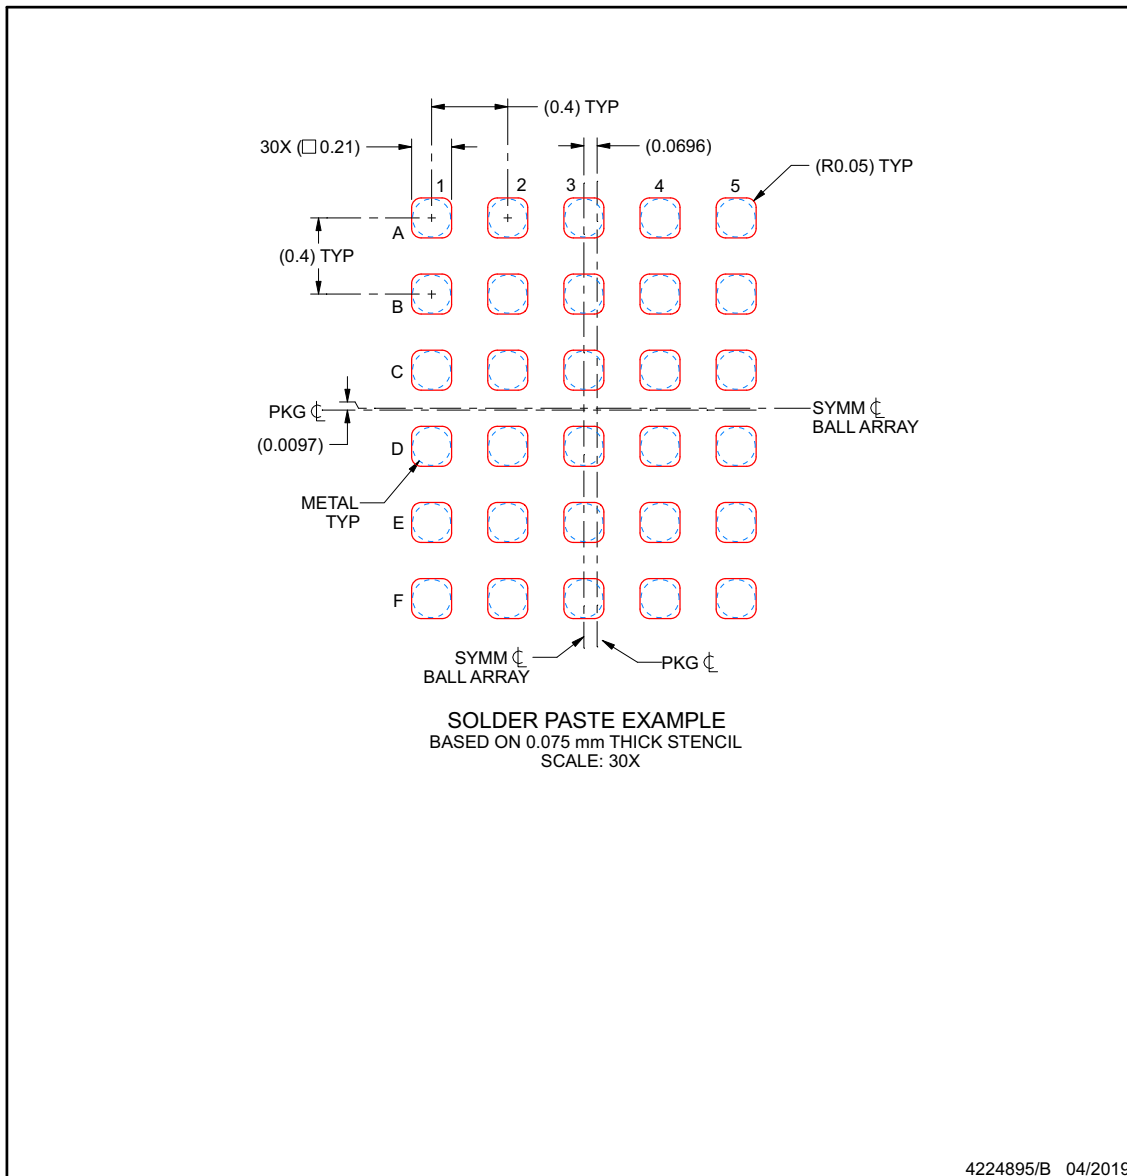 (0.4) TYP
30X (□ 0.21)
(0.0696)
(R0.05) TYP
1 2 3 4 5
A
(0.4) TYP
B
C
PKG ℄
SYMM ℄
BALL ARRAY
(0.0097)
D
METAL
TYP
E
F
SYMM ℄
BALL ARRAY
PKG ℄
SOLDER PASTE EXAMPLE
BASED ON 0.075 mm THICK STENCIL
SCALE: 30X
4224895/B 04/2019